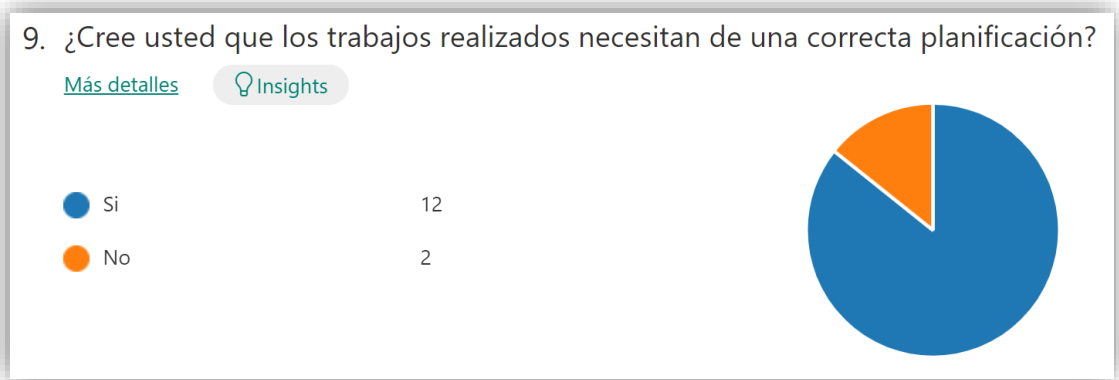 9. ¿Cree usted que los trabajos realizados necesitan de una correcta planificación?
Más detalles Insights
Si 12
No 2